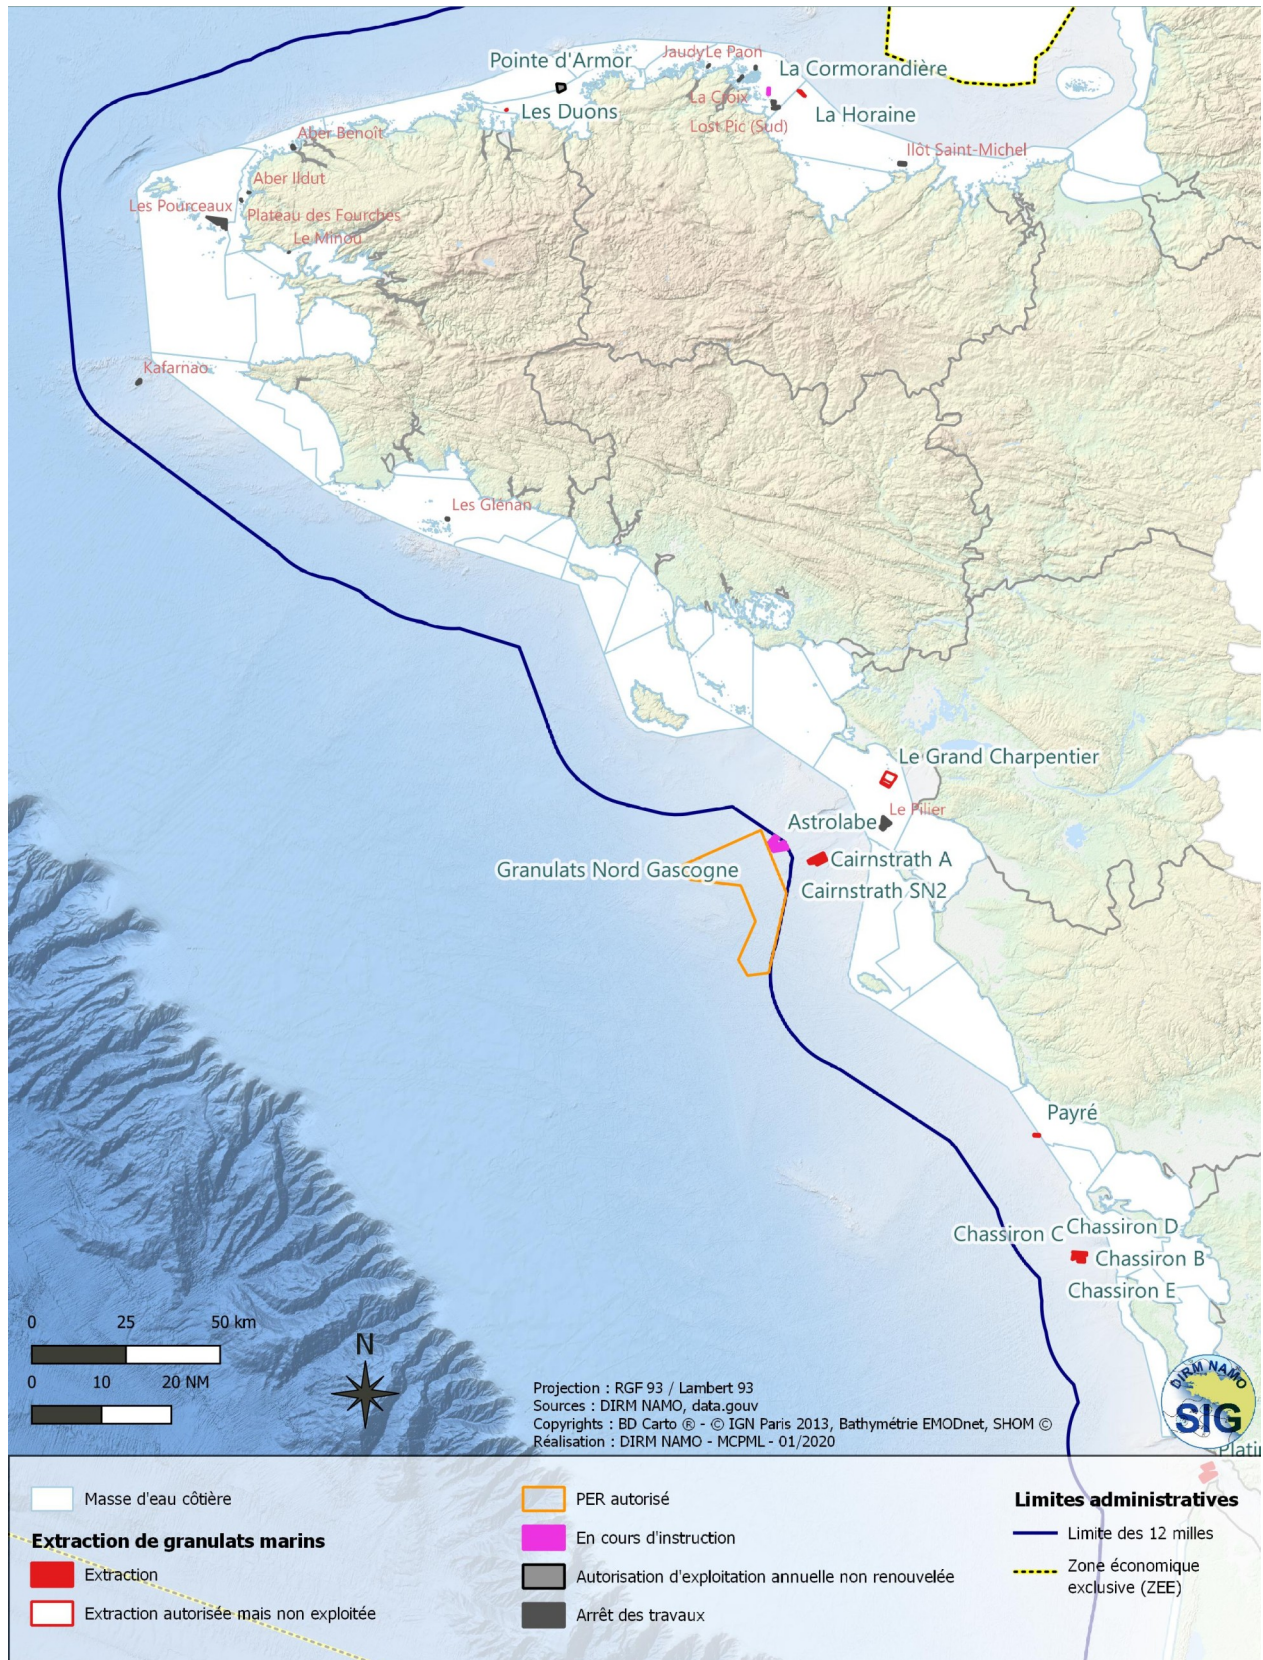 Pointe d'Armor
Jaudy
Le Paon
La Cormorandière
La Croix
Les Duons
La Horaine
Lost Pic (Sud)
Aber Benoît
Ilôt Saint-Michel
Aber Ildut
Les Pourceaux
Plateau des Fourches
Le Minou
Kafarnao
Les Glénan
Le Grand Charpentier
Le Pilier
Astrolabe
Cairnstrath A
Granulats Nord Gascogne
Cairnstrath SN2
Payré
Chassiron C
Chassiron D
Chassiron B
Chassiron E
0 25 50 km
0 10 20 NM
N
Projection : RGF 93 / Lambert 93
Sources : DIRM NAMO, data.gouv
Copyrights : BD Carto ® - © IGN Paris 2013, Bathymétrie EMODnet, SHOM ©
Réalisation : DIRM NAMO - MCPML - 01/2020
DIRM NAMO
SIG
Platin
Masse d'eau côtière
Extraction de granulats marins
Extraction
Extraction autorisée mais non exploitée
PER autorisé
En cours d'instruction
Autorisation d'exploitation annuelle non renouvelée
Arrêt des travaux
Limites administratives
Limite des 12 milles
Zone économique
exclusive (ZEE)